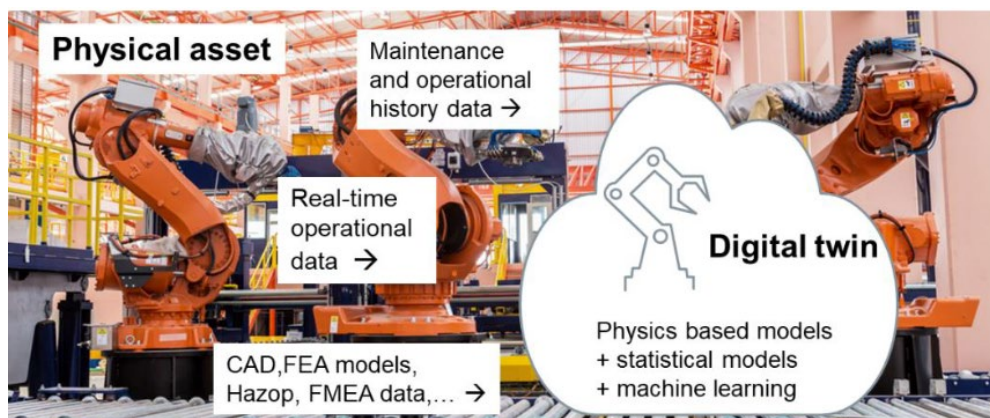 Physical asset
Maintenance
and operational
history data →
Real-time
operational
data →
CAD,FEA models,
Hazop, FMEA data,... →
Digital twin
Physics based models
+ statistical models
+ machine learning